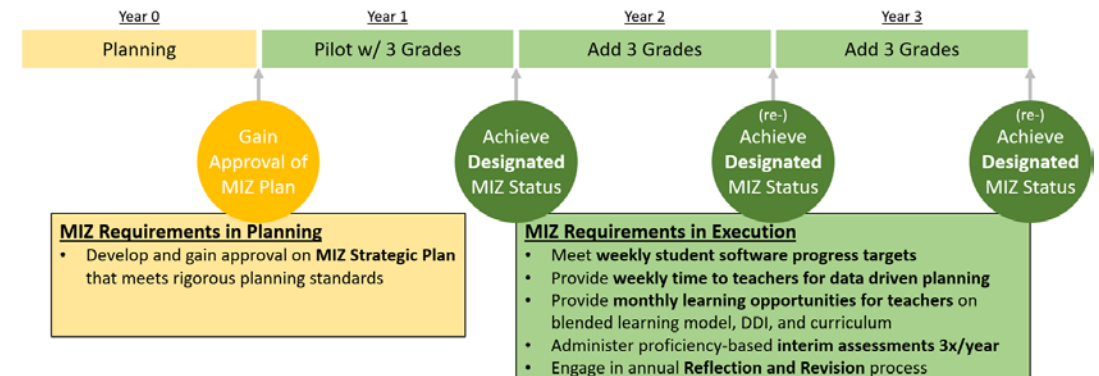 Year 0
Year 1
Year 2
Year 3
Planning
Pilot w/ 3 Grades
Add 3 Grades
Add 3 Grades
Gain
Approval of
MIZ Plan
Achieve
Designated
MIZ Status
(re-)
Achieve
Designated
MIZ Status
(re-)
Achieve
Designated
MIZ Status
MIZ Requirements in Planning
• Develop and gain approval on MIZ Strategic Plan
that meets rigorous planning standards
MIZ Requirements in Execution
• Meet weekly student software progress targets
• Provide weekly time to teachers for data driven planning
• Provide monthly learning opportunities for teachers on
blended learning model, DDI, and curriculum
• Administer proficiency-based interim assessments 3x/year
• Engage in annual Reflection and Revision process